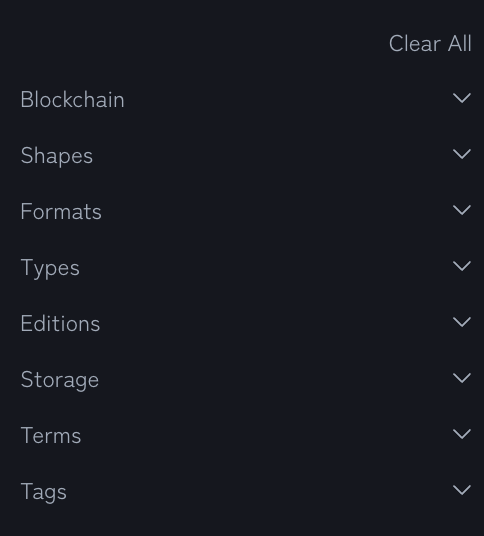 Clear All
Blockchain
Shapes
Formats
Types
Editions
Storage
Terms
Tags